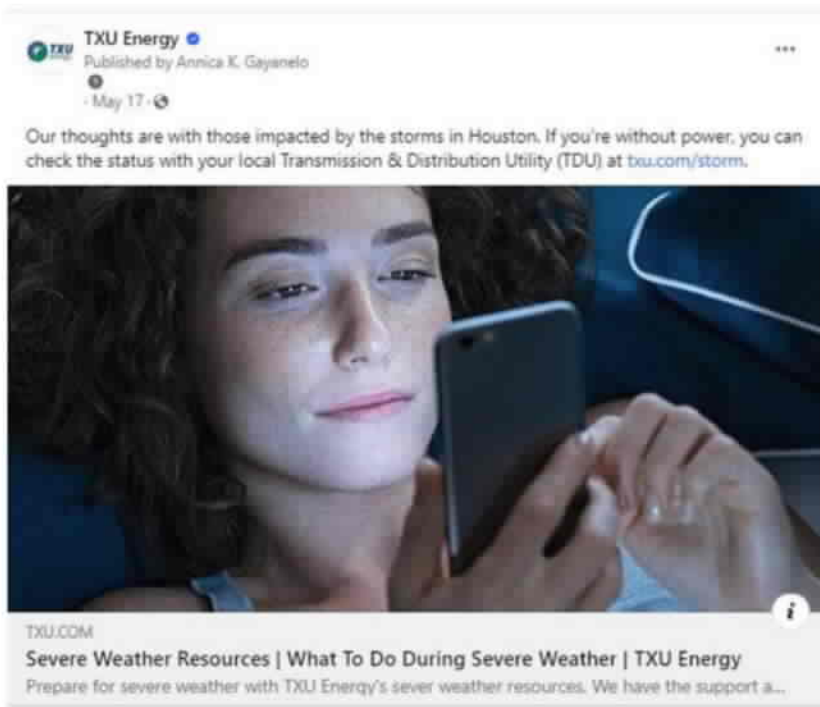 TXU
TXU Energy
Published by Annica K. Gayanelo
· May 17 ·
Our thoughts are with those impacted by the storms in Houston. If you're without power, you can
check the status with your local Transmission & Distribution Utility (TDU) at txu.com/storm.
TXU.COM
Severe Weather Resources | What To Do During Severe Weather | TXU Energy
Prepare for severe weather with TXU Energy's sever weather resources. We have the support a...